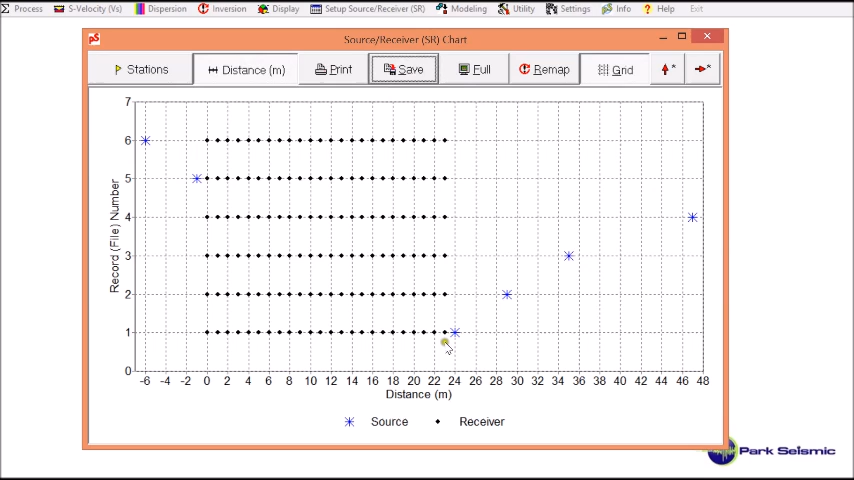 Process S-Velocity (Vs) Dispersion Inversion Display Setup Source/Receiver (SR) Modeling Utility Settings Info Help Exit
pS Source/Receiver (SR) Chart
Stations Distance (m) Print Save Full Remap Grid * *
7
6
5
4
3
2
1
0
Record (File) Number
-6 -4 -2 0 2 4 6 8 10 12 14 16 18 20 22 24 26 28 30 32 34 36 38 40 42 44 46 48
Distance (m)
Source Receiver
Park Seismic